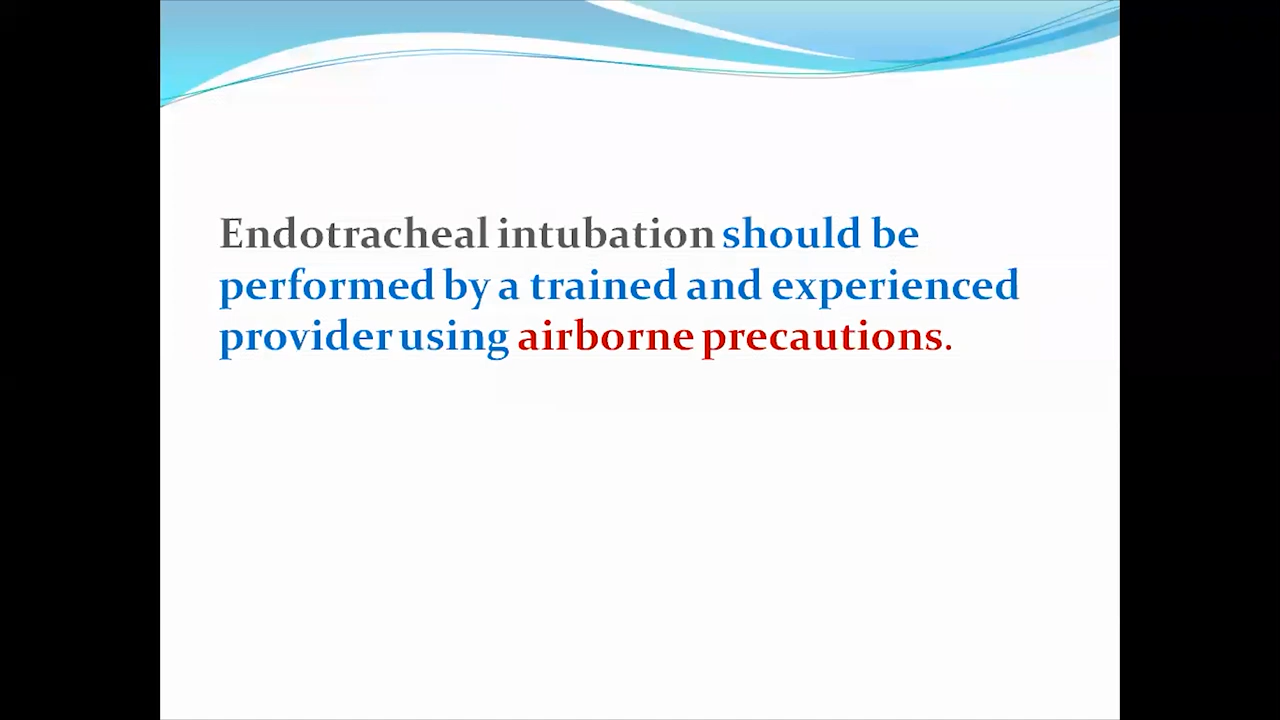 Endotracheal intubation should be
performed by a trained and experienced
provider using airborne precautions.